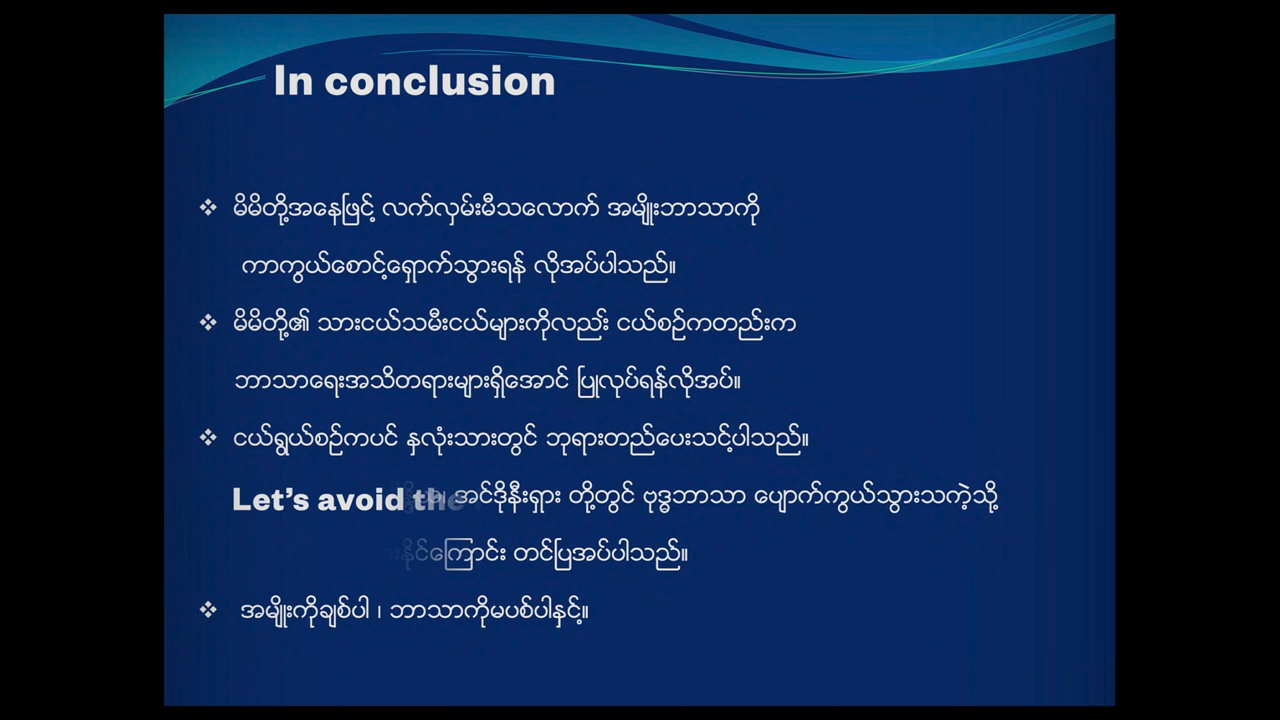 In conclusion
❖ မိမိတို့အနေဖြင့် လက်လှမ်းမီသလောက် အမျိုးဘာသာကို
ကာကွယ်စောင့်ရှောက်သွားရန် လိုအပ်ပါသည်။
❖ မိမိတို့၏ သားငယ်သမီးငယ်များကိုလည်း ငယ်စဉ်ကတည်းက
ဘာသာရေးအသိတရားများရှိအောင် ပြုလုပ်ရန်လိုအပ်။
❖ ငယ်ရွယ်စဉ်ကပင် နှလုံးသားတွင် ဘုရားတည်ပေးသင့်ပါသည်။
Let's avoid the အင်ဒိုနီးရှား တို့တွင် ဗုဒ္ဓဘာသာ ပျောက်ကွယ်သွားသကဲ့သို့
နိုင်ကြောင်း တင်ပြအပ်ပါသည်။
❖ အမျိုးကိုချစ်ပါ ၊ ဘာသာကိုမပစ်ပါနှင့်။